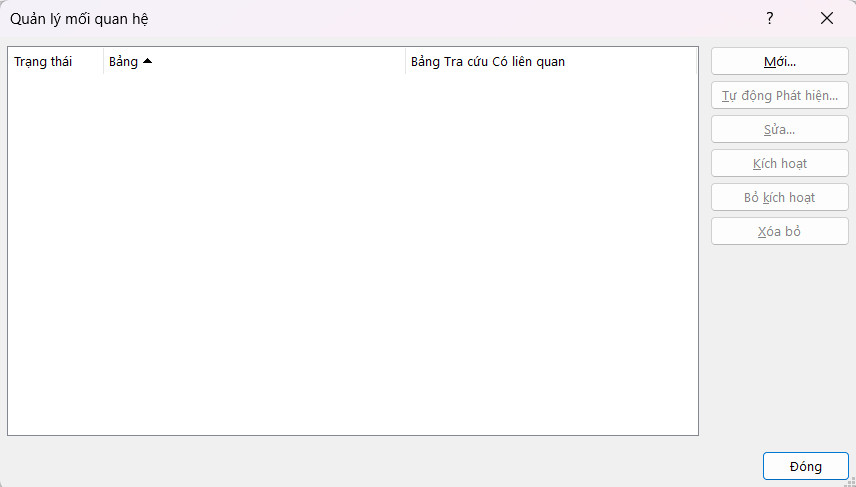 Quản lý mối quan hệ
?
Trạng thái Bảng Bảng Tra cứu Có liên quan
Mới...
Tự động Phát hiện...
Sửa...
Kích hoạt
Bỏ kích hoạt
Xóa bỏ
Đóng